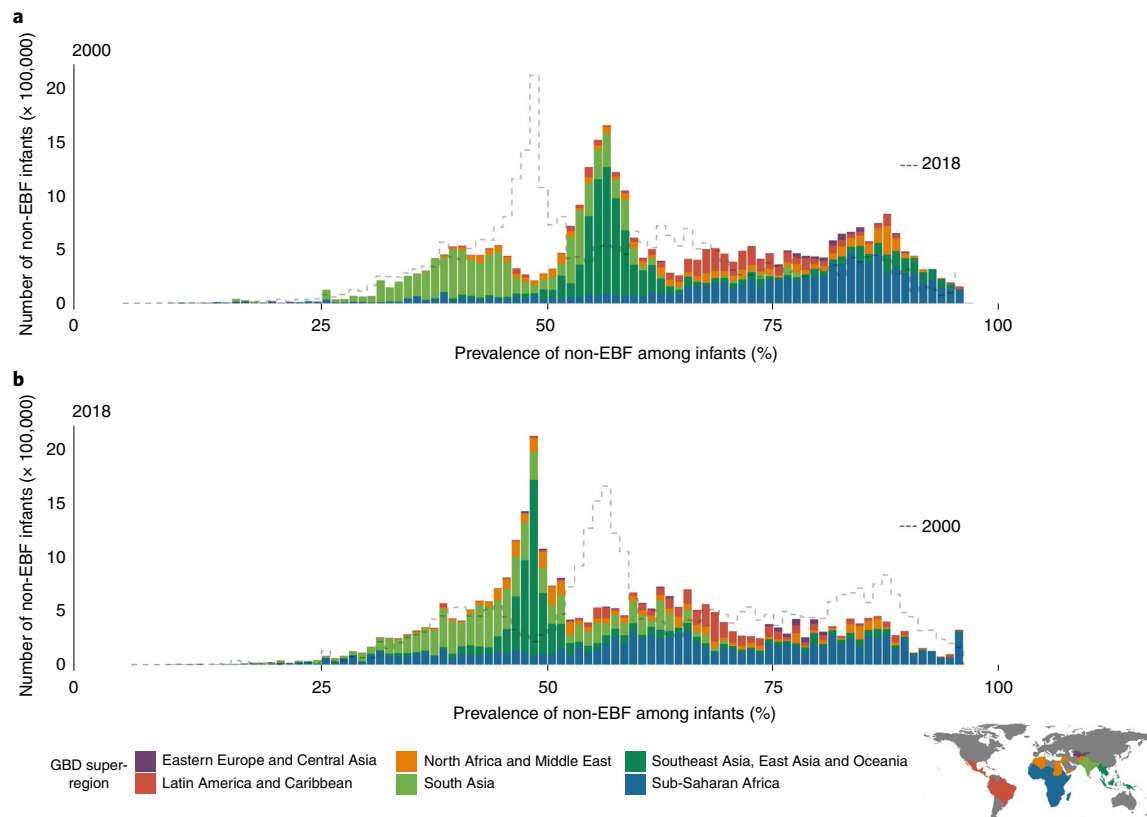 a
2000
20
15
10
5
0
Number of non-EBF infants (× 100,000)
--- 2018
0 25 50 75 100
Prevalence of non-EBF among infants (%)
b
2018
20
15
10
5
0
Number of non-EBF infants (× 100,000)
--- 2000
0 25 50 75 100
Prevalence of non-EBF among infants (%)
GBD super-
region
Eastern Europe and Central Asia
Latin America and Caribbean
North Africa and Middle East
South Asia
Southeast Asia, East Asia and Oceania
Sub-Saharan Africa